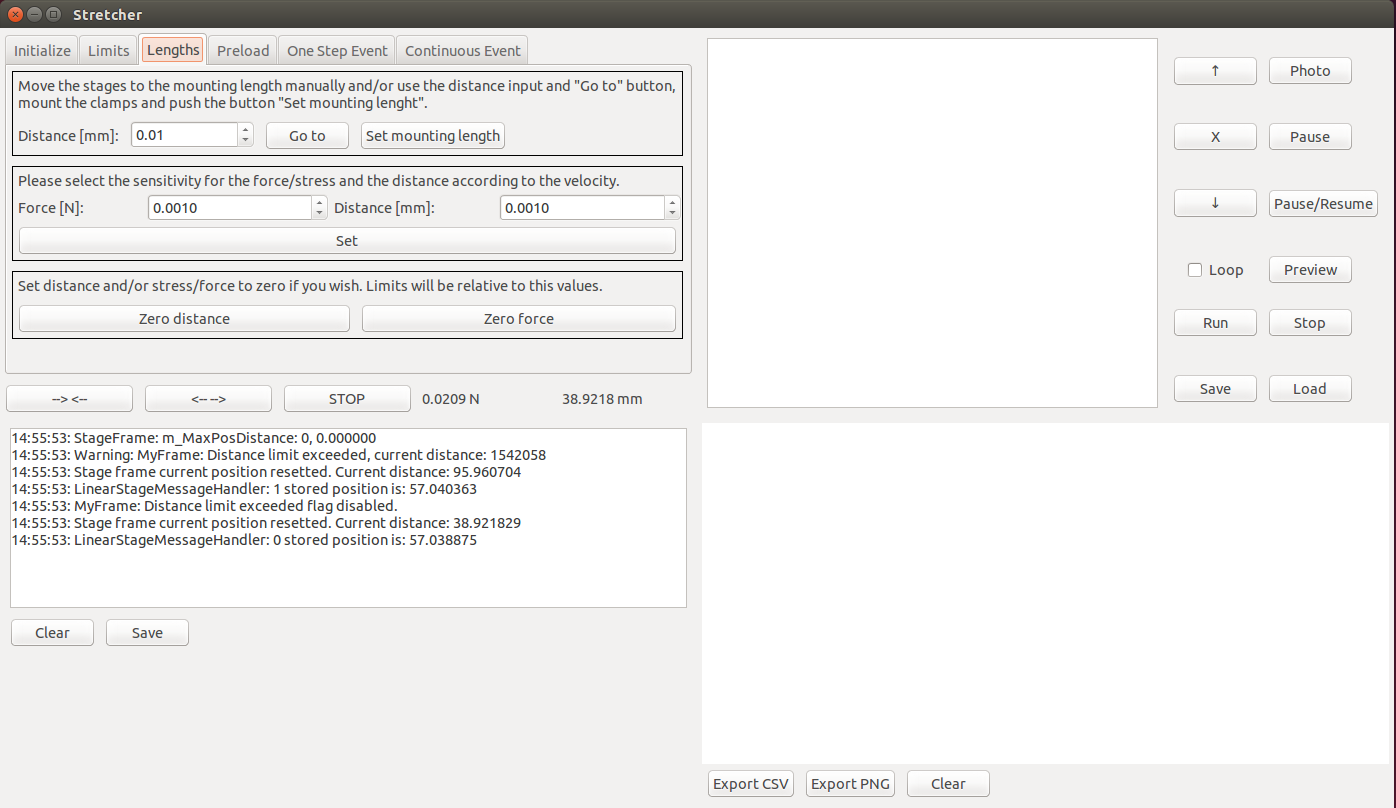 Stretcher
Initialize Limits Lengths Preload One Step Event Continuous Event
Move the stages to the mounting length manually and/or use the distance input and "Go to" button,
mount the clamps and push the button "Set mounting lenght".
Distance [mm]: 0.01 Go to Set mounting length
Please select the sensitivity for the force/stress and the distance according to the velocity.
Force [N]: 0.0010 Distance [mm]: 0.0010
Set
Set distance and/or stress/force to zero if you wish. Limits will be relative to this values.
Zero distance Zero force
--> <-- <-- --> STOP 0.0209 N 38.9218 mm
14:55:53: StageFrame: m_MaxPosDistance: 0, 0.000000
14:55:53: Warning: MyFrame: Distance limit exceeded, current distance: 1542058
14:55:53: Stage frame current position resetted. Current distance: 95.960704
14:55:53: LinearStageMessageHandler: 1 stored position is: 57.040363
14:55:53: MyFrame: Distance limit exceeded flag disabled.
14:55:53: Stage frame current position resetted. Current distance: 38.921829
14:55:53: LinearStageMessageHandler: 0 stored position is: 57.038875
Clear Save
↑ Photo
X Pause
↓ Pause/Resume
Loop Preview
Run Stop
Save Load
Export CSV Export PNG Clear